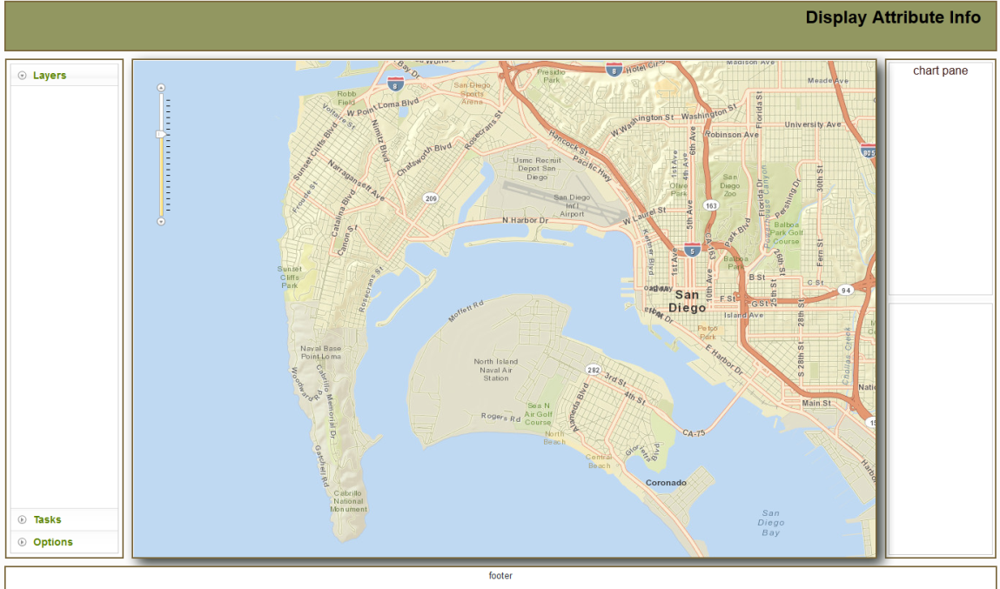 Display Attribute Info
Layers
Tasks
Options
chart pane
footer
Bay Dr
8
8
Hotel Cir
Presidio
Park
Madison Ave
Meade Ave
Robb
Field
Voltaire St
W Point Loma Blvd
San Diego
Sports
Arena
Nimitz Blvd
Chatsworth Blvd
Rosecrans St
Sunset Cliffs Blvd
Narragansett Ave
Froude St
Catalina Blvd
Canon St
209
Hancock St
Pacific Hwy
Usmc Recruit
Depot San
Diego
San Diego
Int'l
Airport
N Harbor Dr
W Laurel St
W Washington St
Washington St
Robinson Ave
University Ave
Florida St
6th Ave
1st Ave
4th Ave
Olive
Park
San
Diego
Zoo
163
5th Ave
Florida Dr
Powerhouse Canyon
Pershing Dr
30th St
805
Balboa
Park Golf
Course
Park Blvd
Balboa
Park
26th St
Fern St
Kettner Blvd
1st Ave
5
CA-163
10th Ave
B St
C St
94
25th St
F St
G St
Island Ave
28th St
San
Diego
Petco
Park
E Harbor Dr
S 28th St
Chollas Creek
Main St
Sunset
Cliffs
Park
Rosecrans St
Moffett Rd
Naval Base
Point Loma
Woodward Rd
Cabrillo Memorial Dr
Gatchell Rd
Cabrillo
National
Monument
North Island
Naval Air
Station
Rogers Rd
Sea N
Air Golf
Course
North
Beach
282
3rd St
4th St
Alameda Blvd
Central
Beach
Glorietta
Blvd
CA-75
Coronado
San
Diego
Bay